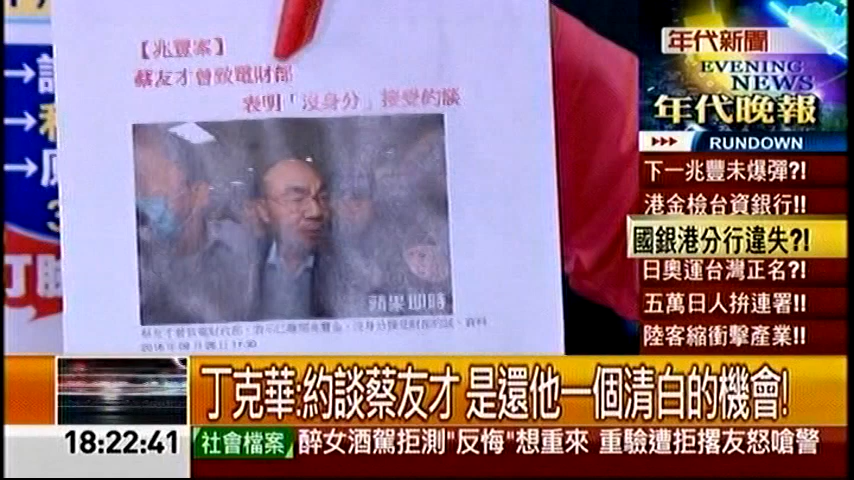 【兆豐案】
蔡友才曾致電財部
表明「沒身分」接受約談
蘋果即時
年代新聞
EVENING
NEWS
年代晚報
RUNDOWN
下一兆豐未爆彈?!
港金檢台資銀行!!
國銀港分行違失?!
日奧運台灣正名?!
五萬日人拚連署!!
陸客縮衝擊產業!!
丁克華:約談蔡友才 是還他一個清白的機會!
18:22:41
社會檔案
醉女酒駕拒測"反悔"想重來 重驗遭拒撂友怒嗆警